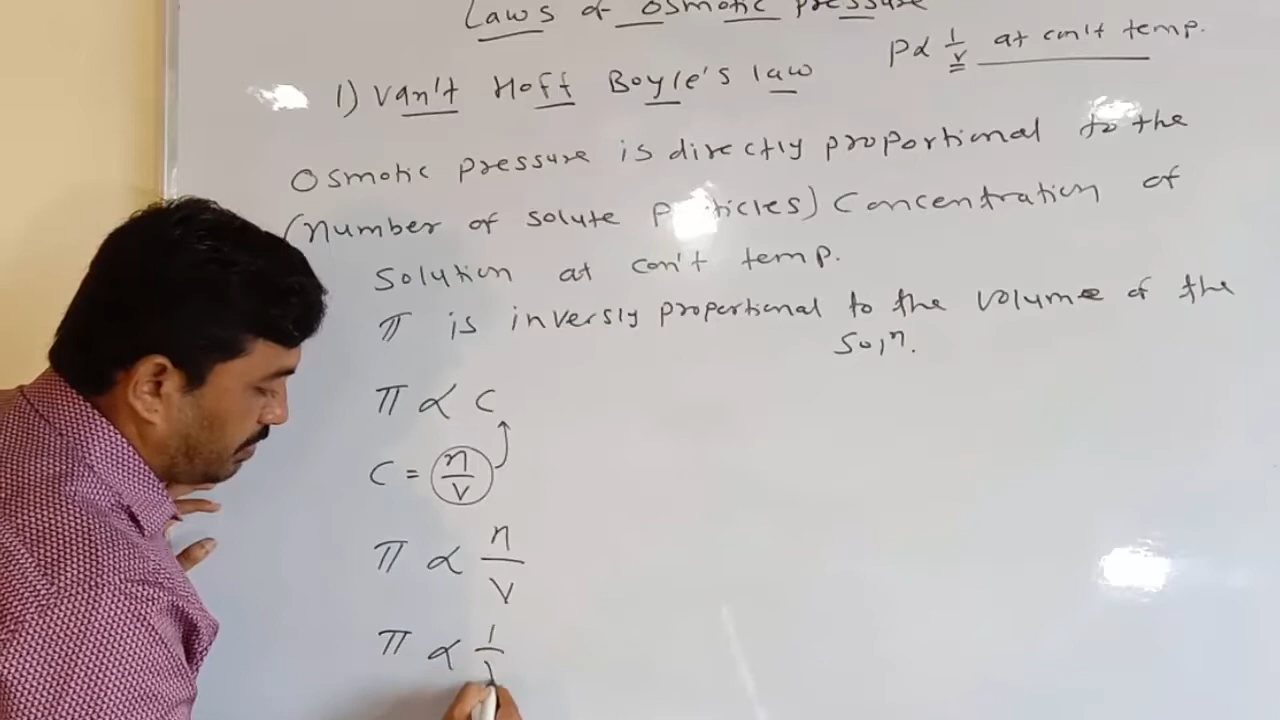 Laws of osmotic pressure
1) Van't Hoff Boyle's law
P∝ 1/V at con't temp.
Osmotic pressure is directly proportional to the
(number of solute particles) Concentration of
Solution at con't temp.
π is inversly proportional to the volume of the
So,n.
π ∝ C
C = n/V
π ∝ n/V
π ∝ 1/